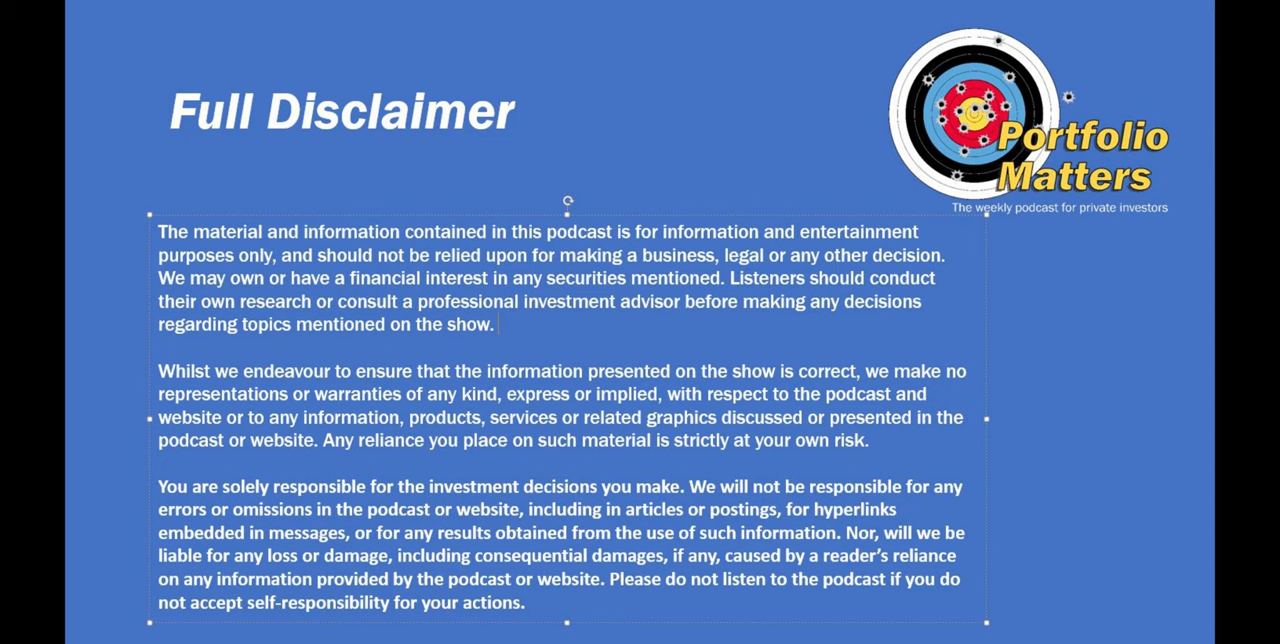 Full Disclaimer
Portfolio
Matters
The weekly podcast for private investors
The material and information contained in this podcast is for information and entertainment
purposes only, and should not be relied upon for making a business, legal or any other decision.
We may own or have a financial interest in any securities mentioned. Listeners should conduct
their own research or consult a professional investment advisor before making any decisions
regarding topics mentioned on the show.
Whilst we endeavour to ensure that the information presented on the show is correct, we make no
representations or warranties of any kind, express or implied, with respect to the podcast and
website or to any information, products, services or related graphics discussed or presented in the
podcast or website. Any reliance you place on such material is strictly at your own risk.
You are solely responsible for the investment decisions you make. We will not be responsible for any
errors or omissions in the podcast or website, including in articles or postings, for hyperlinks
embedded in messages, or for any results obtained from the use of such information. Nor, will we be
liable for any loss or damage, including consequential damages, if any, caused by a reader’s reliance
on any information provided by the podcast or website. Please do not listen to the podcast if you do
not accept self-responsibility for your actions.